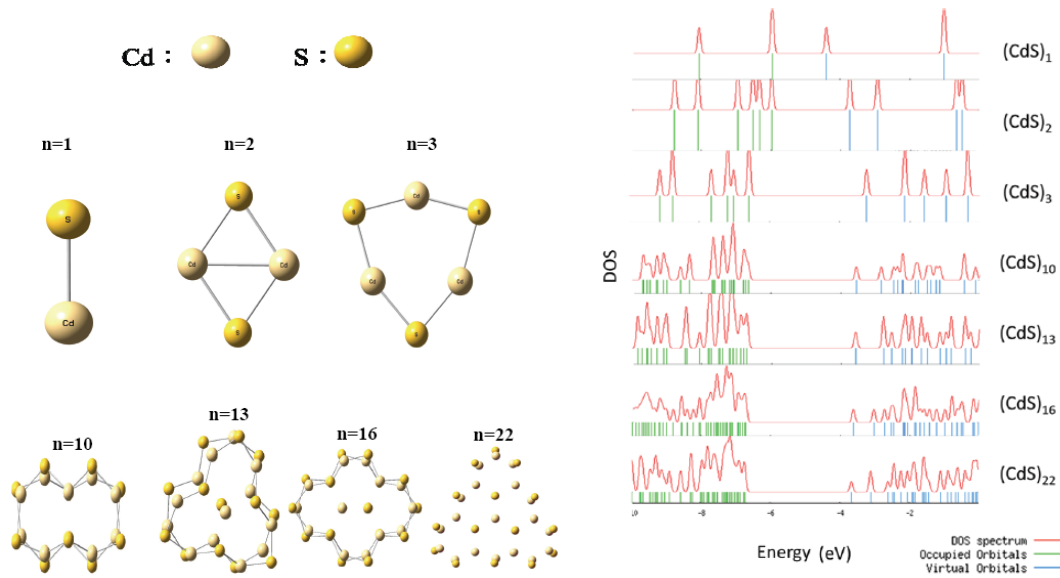 Cd :
S :
n=1
n=2
n=3
S
Cd
S
Cd
Cd
S
Cd
S
S
Cd
Cd
S
n=10
n=13
n=16
n=22
(CdS)1
(CdS)2
(CdS)3
(CdS)10
(CdS)13
(CdS)16
(CdS)22
DOS
-8
-6
-4
-2
Energy (eV)
DOS spectrum
Occupied Orbitals
Virtual Orbitals